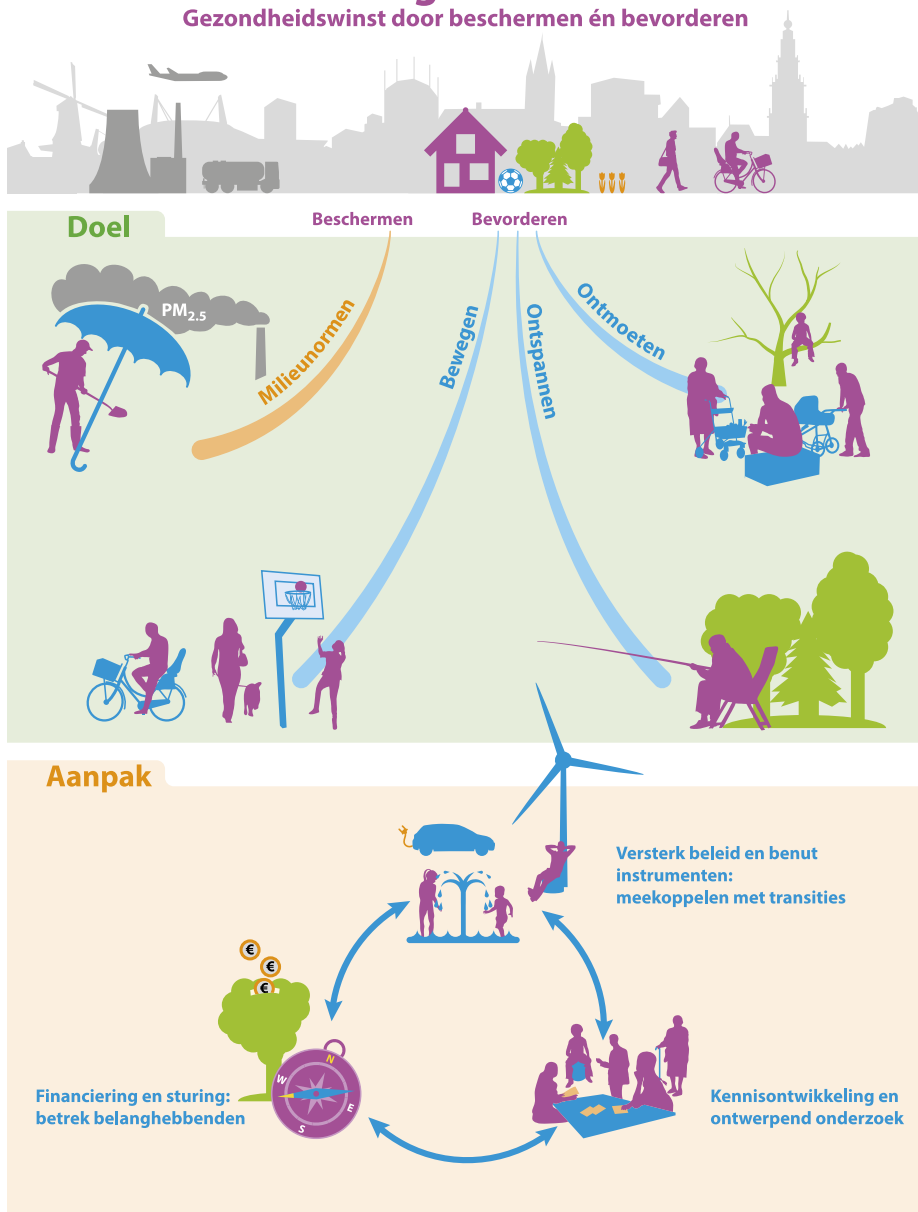 Gezondheidswinst door beschermen én bevorderen
Doel
Beschermen
Bevorderen
PM2.5
Milieunormen
Bewegen
Ontspannen
Ontmoeten
Aanpak
Versterk beleid en benut
instrumenten:
meekoppelen met transities
€
€
€
N
W
E
S
Financiering en sturing:
betrek belanghebbenden
Kennisontwikkeling en
ontwerpend onderzoek